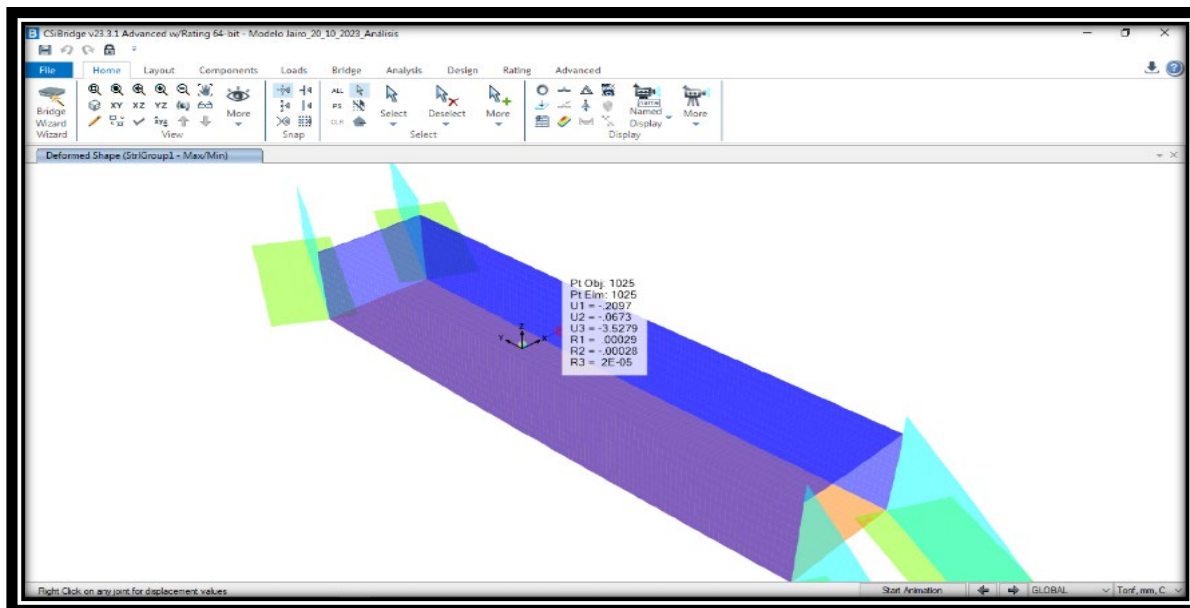 CSiBridge v23.3.1 Advanced w/Rating 64-bit - Modelo Jairo_20_10_2023_Análisis
File Home Layout Components Loads Bridge Analysis Design Rating Advanced
XY XZ YZ
ALL
PS
CLR
Bridge
Wizard
More
Select
Deselect
More
name
Named
Display
More
Wizard
View
Snap
Select
Display
Deformed Shape (StrlGroup1 - Max/Min)
Pt Obj: 1025
Pt Elm: 1025
U1 = -.2097
U2 = -.0673
U3 = -3.5279
R1 = .00029
R2 = -.00028
R3 = .2E-05
Z
Y
X
Right Click on any joint for displacement values
Start Animation
GLOBAL
Tonf, mm, C